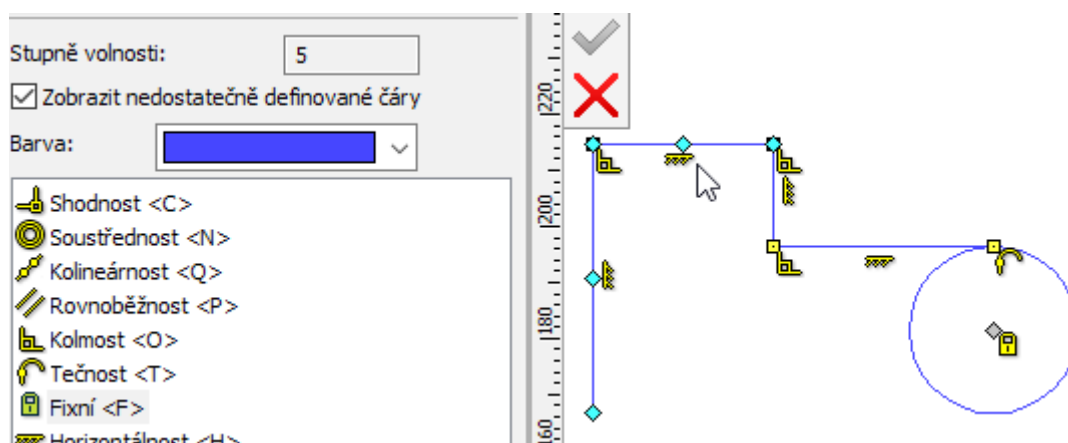 Stupně volnosti:
5
Zobrazit nedostatečně definované čáry
Barva:
Shodnost <C>
Soustřednost <N>
Kolineárnost <Q>
Rovnoběžnost <P>
Kolmost <O>
Tečnost <T>
Fixní <F>
Horizontálnost <H>
220
200
180
160